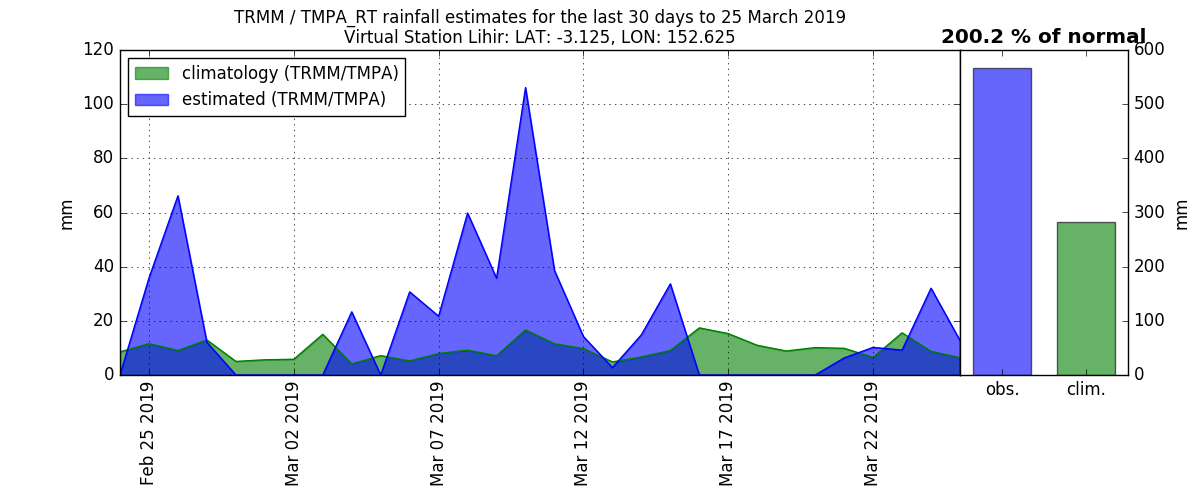 TRMM / TMPA_RT rainfall estimates for the last 30 days to 25 March 2019
Virtual Station Lihir: LAT: -3.125, LON: 152.625
200.2 % of normal
climatology (TRMM/TMPA)
estimated (TRMM/TMPA)
mm
120
100
80
60
40
20
0
Feb 25 2019
Mar 02 2019
Mar 07 2019
Mar 12 2019
Mar 17 2019
Mar 22 2019
600
500
400
300
200
100
0
mm
obs.
clim.